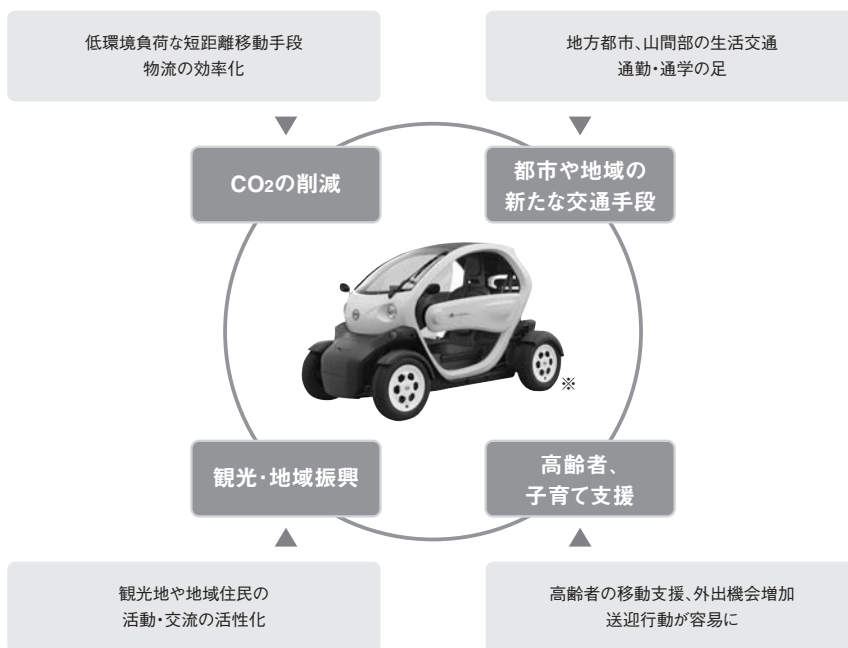 低環境負荷な短距離移動手段
物流の効率化
地方都市、山間部の生活交通
通勤・通学の足
CO2の削減
都市や地域の
新たな交通手段
※
観光・地域振興
高齢者、
子育て支援
観光地や地域住民の
活動・交流の活性化
高齢者の移動支援、外出機会増加
送迎行動が容易に